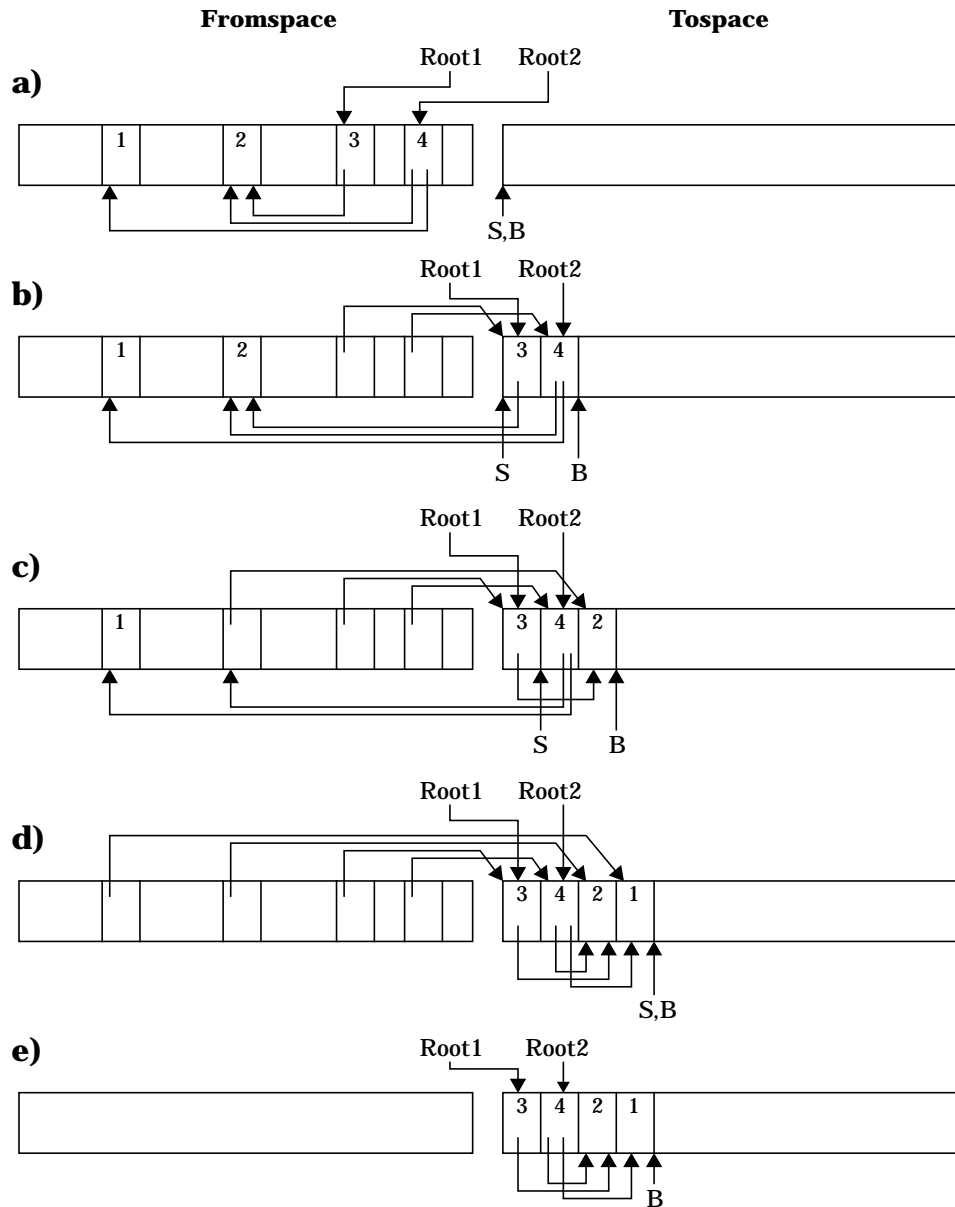 Fromspace Tospace
a)
Root1 Root2
1 2 3 4
S,B
b)
Root1 Root2
1 2 3 4
S B
c)
Root1 Root2
1 3 4 2
S B
d)
Root1 Root2
3 4 2 1
S,B
e)
Root1 Root2
3 4 2 1
B